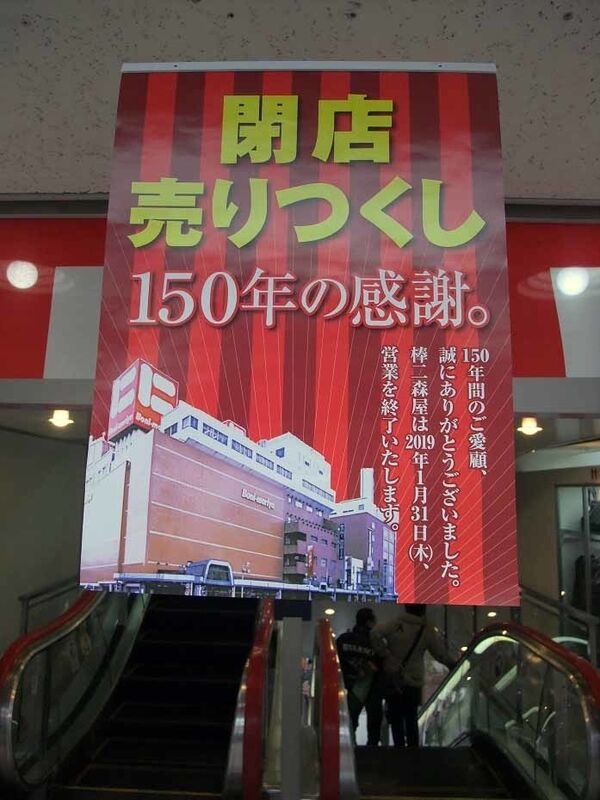 閉店
売りつくし
150年の感謝。
150年間のご愛顧、
誠にありがとうございました。
棒二森屋は2019年1月31日(木)、
営業を終了いたします。
Boni-moriya